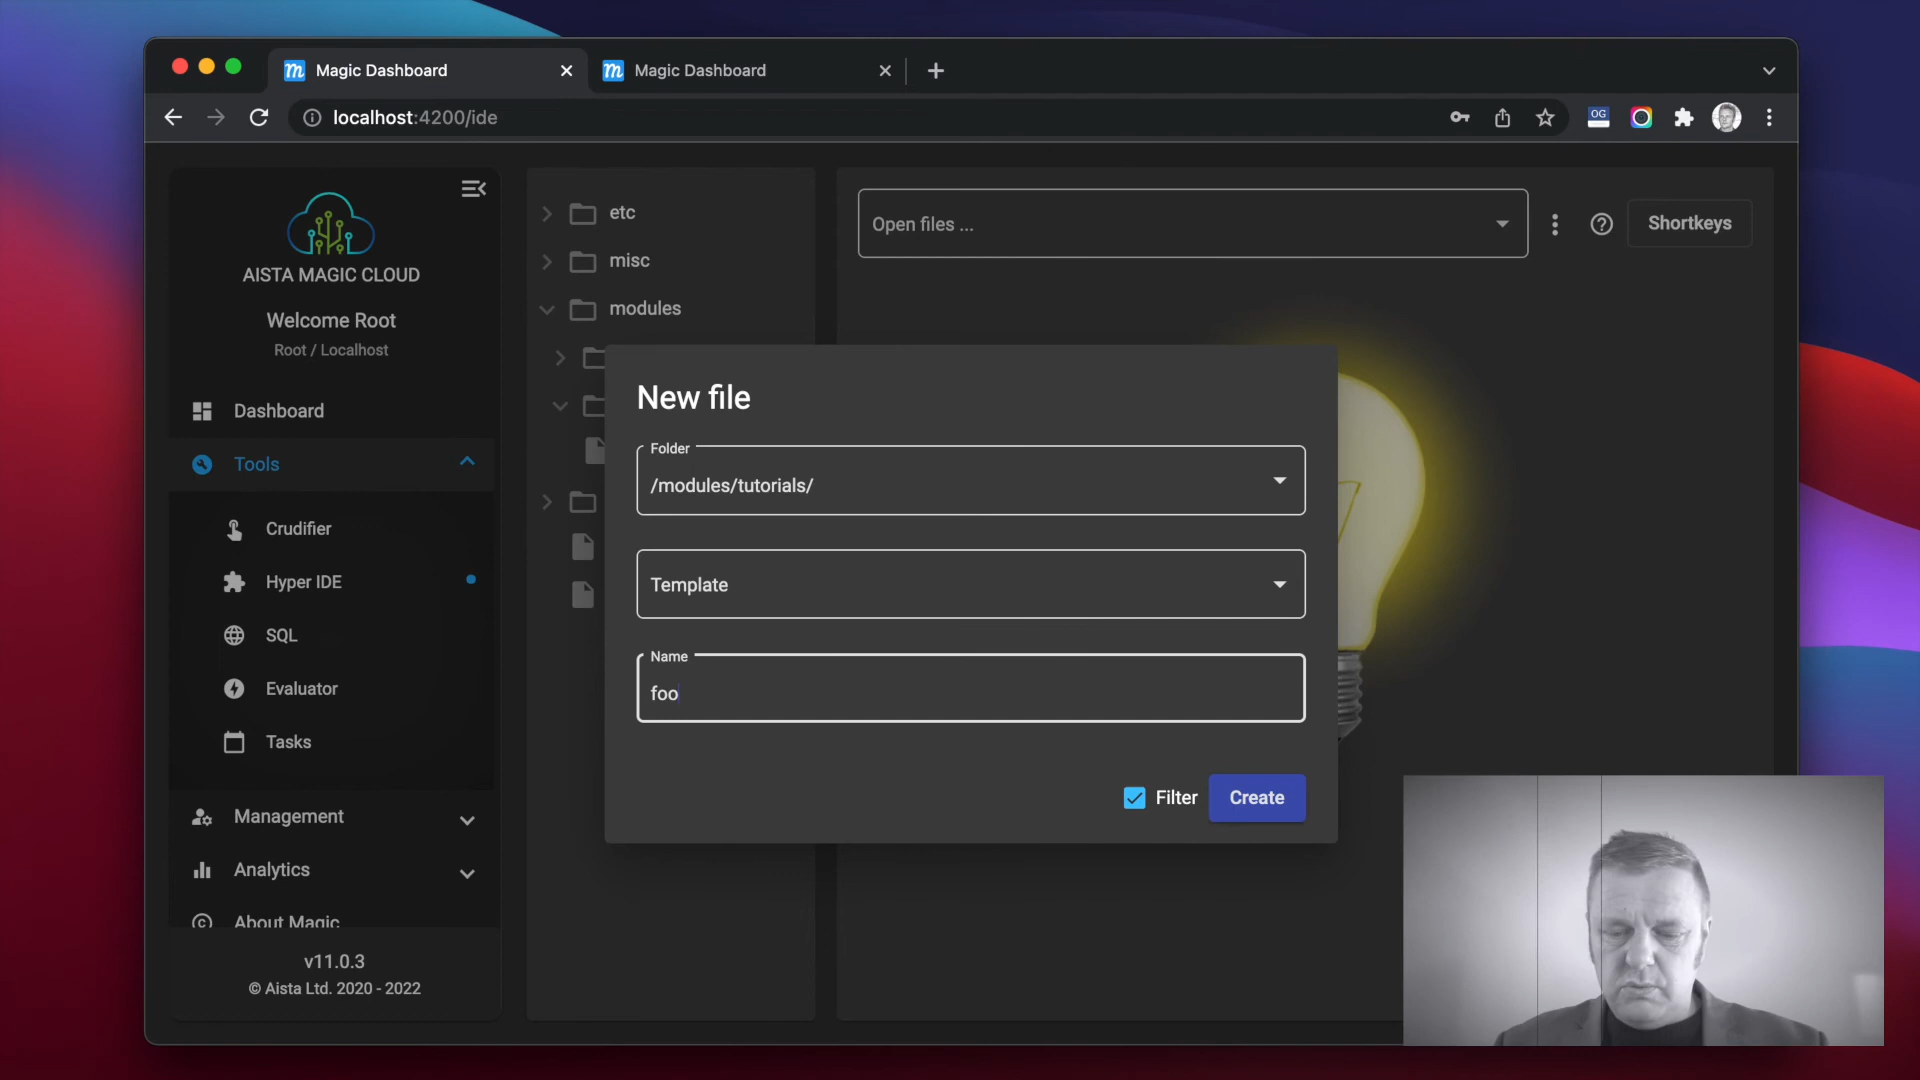 Magic Dashboard
Magic Dashboard
localhost:4200/ide
OG
AISTA MAGIC CLOUD
Welcome Root
Root / Localhost
Dashboard
Tools
Crudifier
Hyper IDE
SQL
Evaluator
Tasks
Management
Analytics
About Magic
v11.0.3
© Aista Ltd. 2020 - 2022
etc
misc
modules
Open files ...
Shortkeys
New file
Folder
/modules/tutorials/
Template
Name
foo
Filter
Create